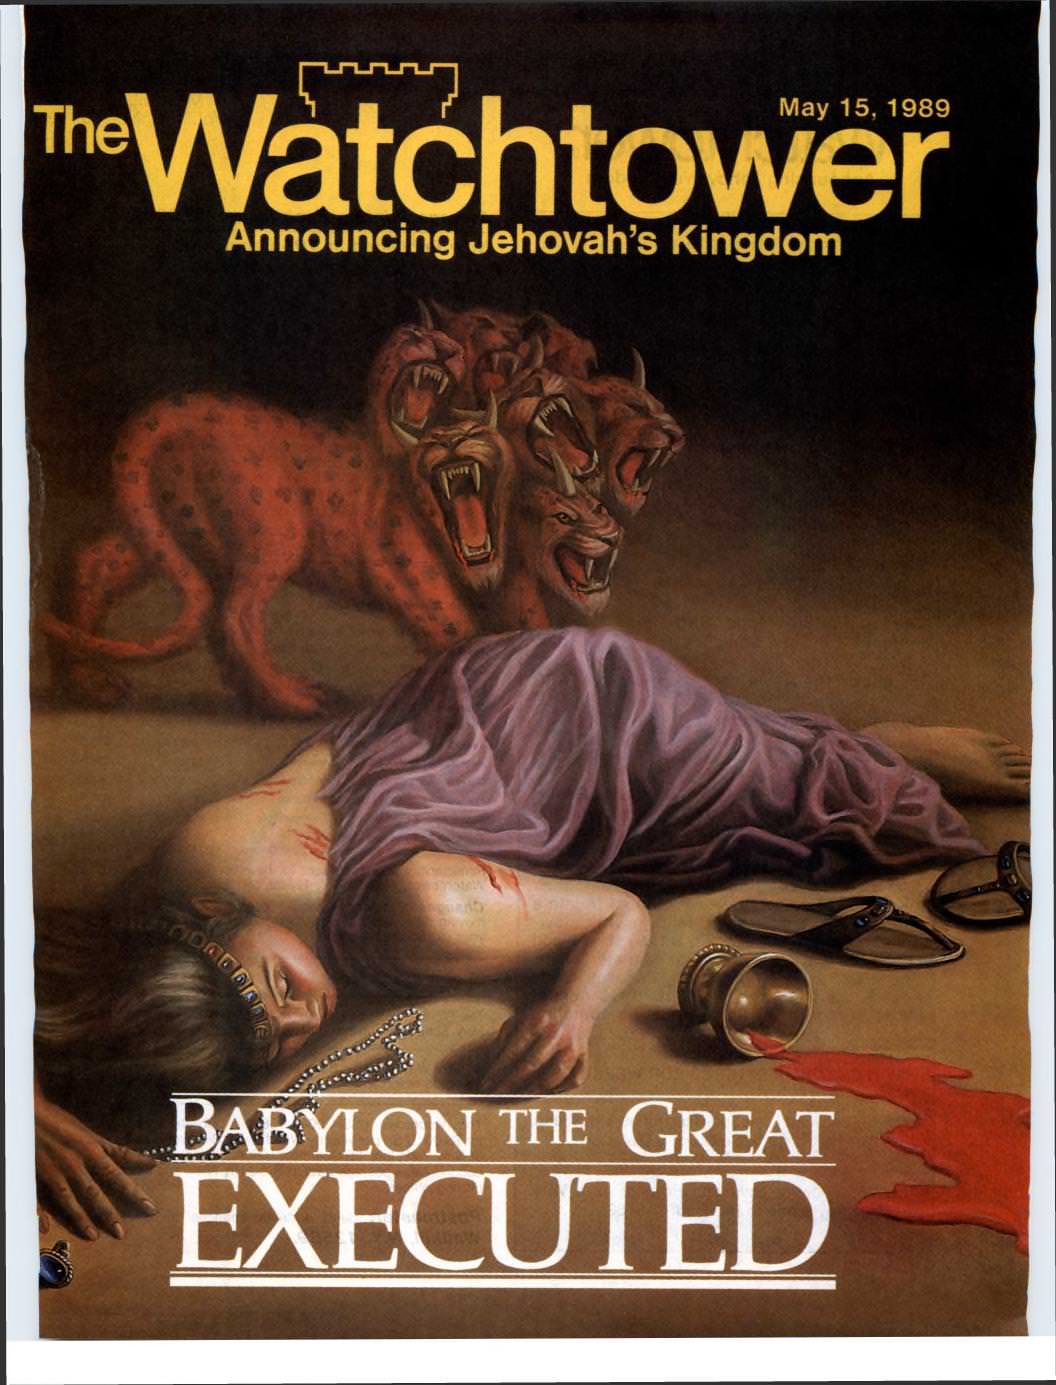 May 15, 1989
The Watchtower
Announcing Jehovah's Kingdom
BABYLON THE GREAT
EXECUTED